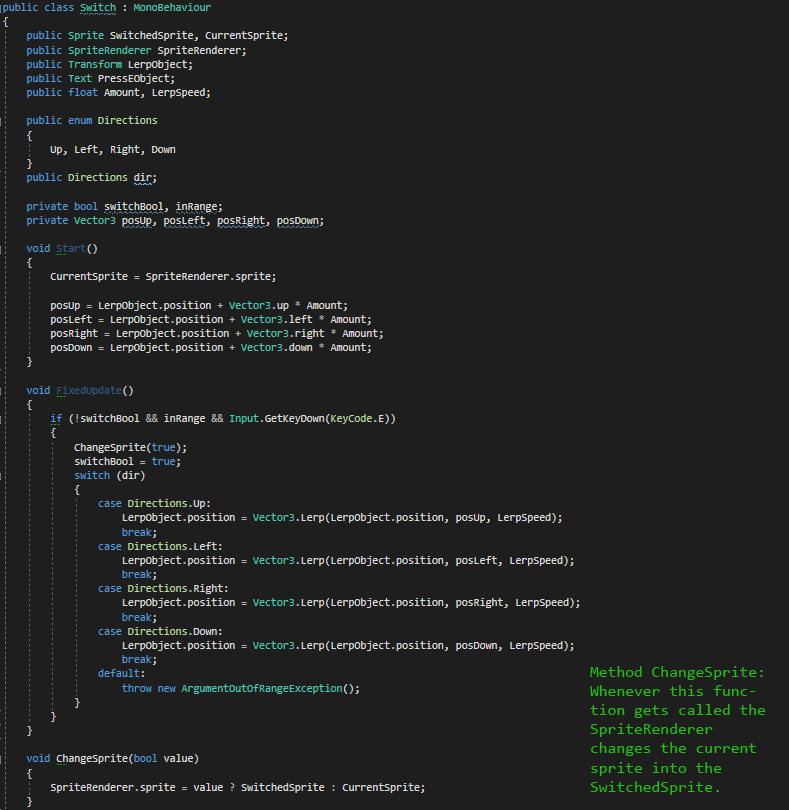 public class Switch : MonoBehaviour
{
public Sprite SwitchedSprite, CurrentSprite;
public SpriteRenderer SpriteRenderer;
public Transform LerpObject;
public Text PressEObject;
public float Amount, LerpSpeed;
public enum Directions
{
Up, Left, Right, Down
}
public Directions dir;
private bool switchBool, inRange;
private Vector3 posUp, posLeft, posRight, posDown;
void Start()
{
CurrentSprite = SpriteRenderer.sprite;
posUp = LerpObject.position + Vector3.up * Amount;
posLeft = LerpObject.position + Vector3.left * Amount;
posRight = LerpObject.position + Vector3.right * Amount;
posDown = LerpObject.position + Vector3.down * Amount;
}
void FixedUpdate()
{
if (!switchBool && inRange && Input.GetKeyDown(KeyCode.E))
{
ChangeSprite(true);
switchBool = true;
switch (dir)
{
case Directions.Up:
LerpObject.position = Vector3.Lerp(LerpObject.position, posUp, LerpSpeed);
break;
case Directions.Left:
LerpObject.position = Vector3.Lerp(LerpObject.position, posLeft, LerpSpeed);
break;
case Directions.Right:
LerpObject.position = Vector3.Lerp(LerpObject.position, posRight, LerpSpeed);
break;
case Directions.Down:
LerpObject.position = Vector3.Lerp(LerpObject.position, posDown, LerpSpeed);
break;
default:
throw new ArgumentOutOfRangeException();
}
}
}
void ChangeSprite(bool value)
{
SpriteRenderer.sprite = value ? SwitchedSprite : CurrentSprite;
}
Method ChangeSprite:
Whenever this func-
tion gets called the
SpriteRenderer
changes the current
sprite into the
SwitchedSprite.